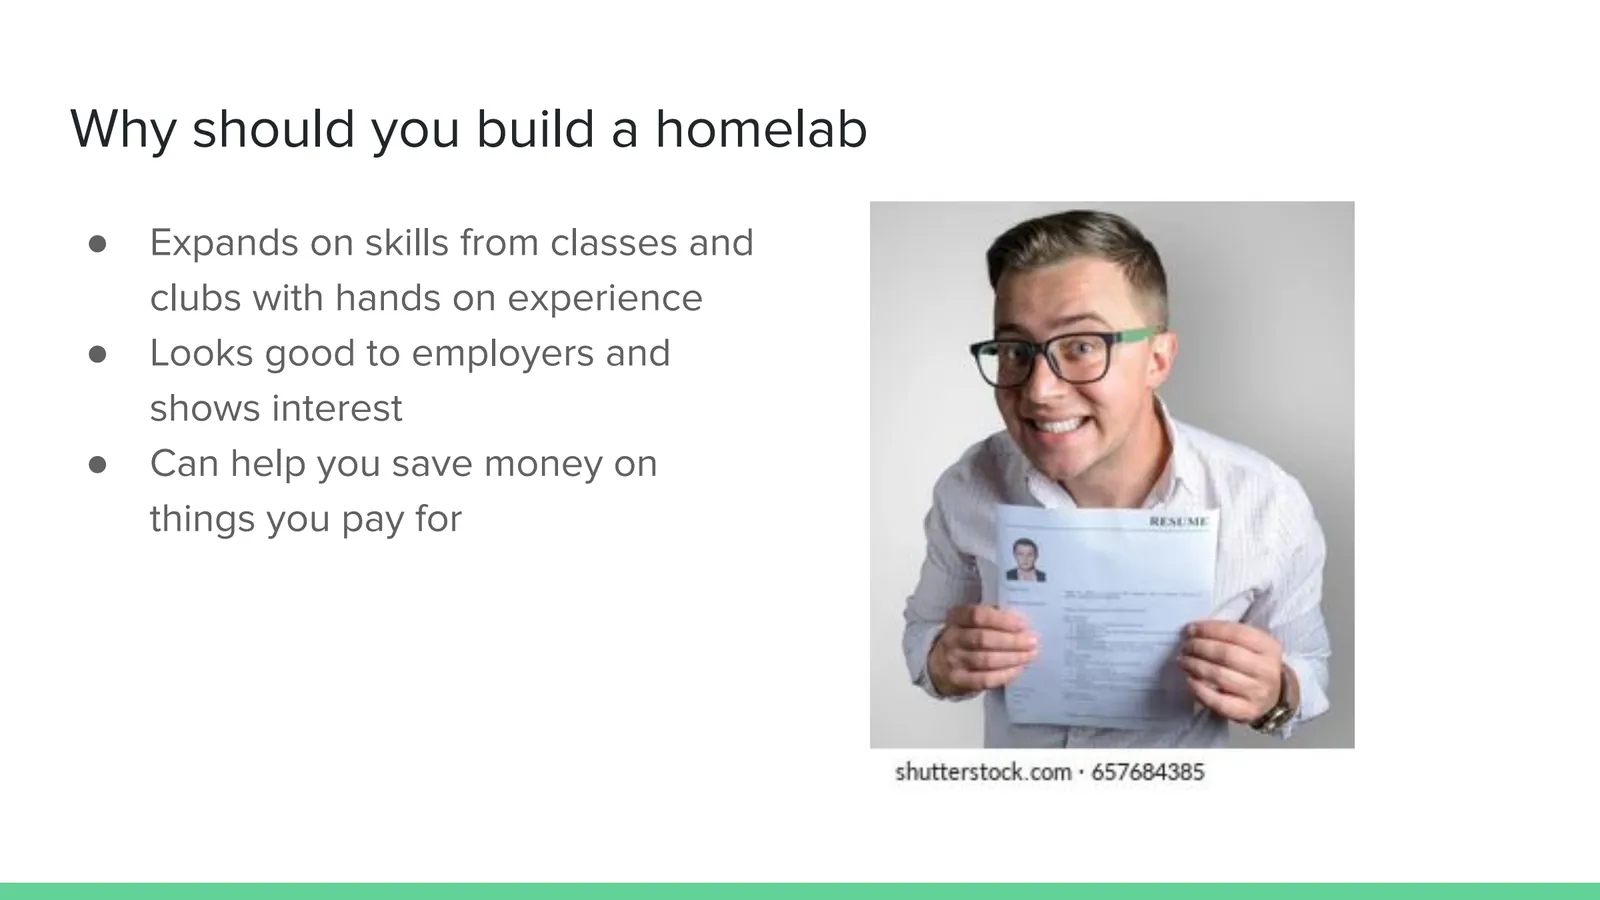 Why should you build a homelab
● Expands on skills from classes and
clubs with hands on experience
● Looks good to employers and
shows interest
● Can help you save money on
things you pay for
RESUME
shutterstock.com · 657684385